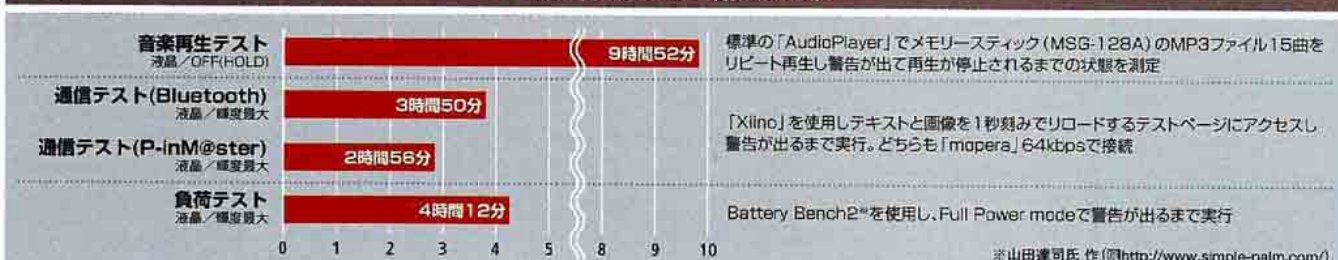 音楽再生テスト
液晶／OFF(HOLD)
9時間52分
標準の「AudioPlayer」でメモリースティック(MSG-128A)のMP3ファイル15曲を
リピート再生し警告が出て再生が停止されるまでの状態を測定
通信テスト(Bluetooth)
液晶／輝度最大
3時間50分
通信テスト(P-inM@ster)
液晶／輝度最大
2時間56分
「Xiino」を使用しテキストと画像を1秒刻みでリロードするテストページにアクセスし
警告が出るまで実行。どちらも「mopera」64kbpsで接続
負荷テスト
液晶／輝度最大
4時間12分
Battery Bench2※を使用し、Full Power modeで警告が出るまで実行
0 1 2 3 4 5 8 9 10
※山田達司氏 作(http://www.simple-palm.com/)